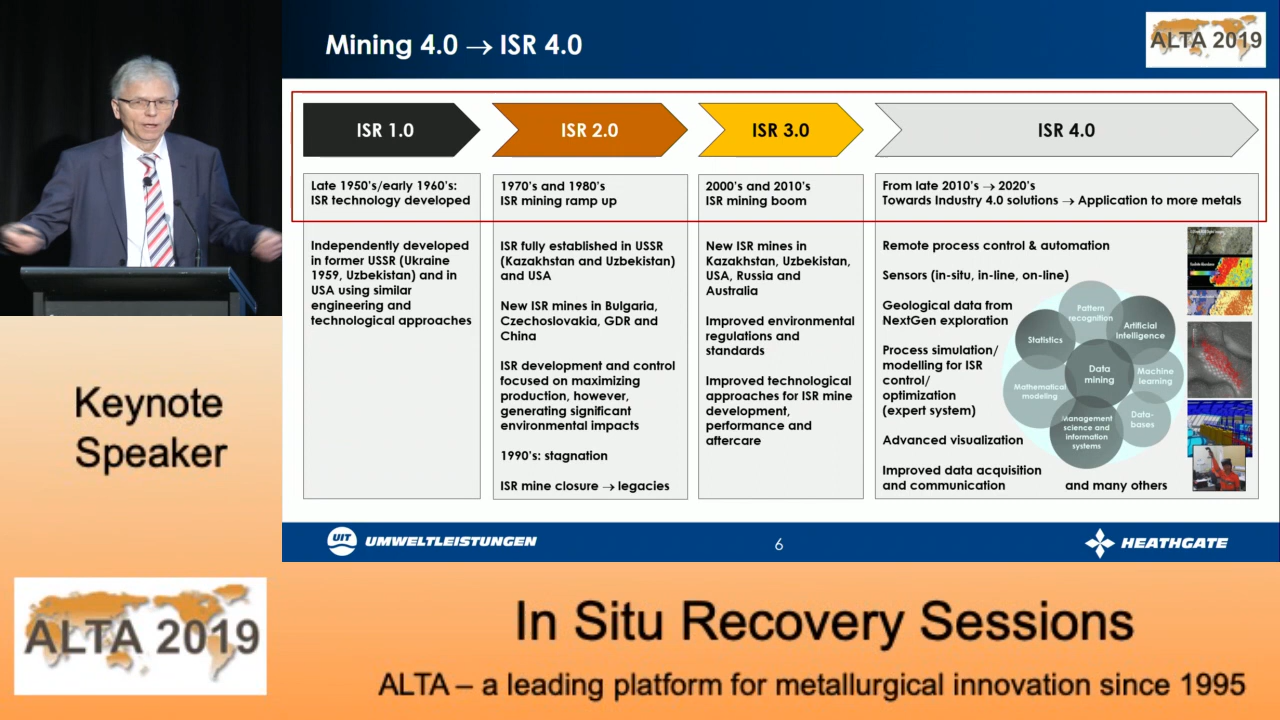 Mining 4.0 → ISR 4.0
ALTA 2019
ISR 1.0
ISR 2.0
ISR 3.0
ISR 4.0
Late 1950's/early 1960's:
ISR technology developed
Independently developed
in former USSR (Ukraine
1959, Uzbekistan) and in
USA using similar
engineering and
technological approaches
1970's and 1980's
ISR mining ramp up
ISR fully established in USSR
(Kazakhstan and Uzbekistan)
and USA
New ISR mines in Bulgaria,
Czechoslovakia, GDR and
China
ISR development and control
focused on maximizing
production, however,
generating significant
environmental impacts
1990's: stagnation
ISR mine closure → legacies
2000's and 2010's
ISR mining boom
New ISR mines in
Kazakhstan, Uzbekistan,
USA, Russia and
Australia
Improved environmental
regulations and
standards
Improved technological
approaches for ISR mine
development,
performance and
aftercare
From late 2010's → 2020's
Towards Industry 4.0 solutions → Application to more metals
Remote process control & automation
Sensors (in-situ, in-line, on-line)
Geological data from
NextGen exploration
Process simulation/
modelling for ISR
control/
optimization
(expert system)
Advanced visualization
Improved data acquisition
and communication
and many others
Pattern
recognition
Artificial
intelligence
Statistics
Data
mining
Machine
learning
Mathematical
modeling
Data-
bases
Management
science and
information
systems
UIT UMWELTLEISTUNGEN
6
HEATHGATE
Keynote
Speaker
ALTA 2019
In Situ Recovery Sessions
ALTA – a leading platform for metallurgical innovation since 1995